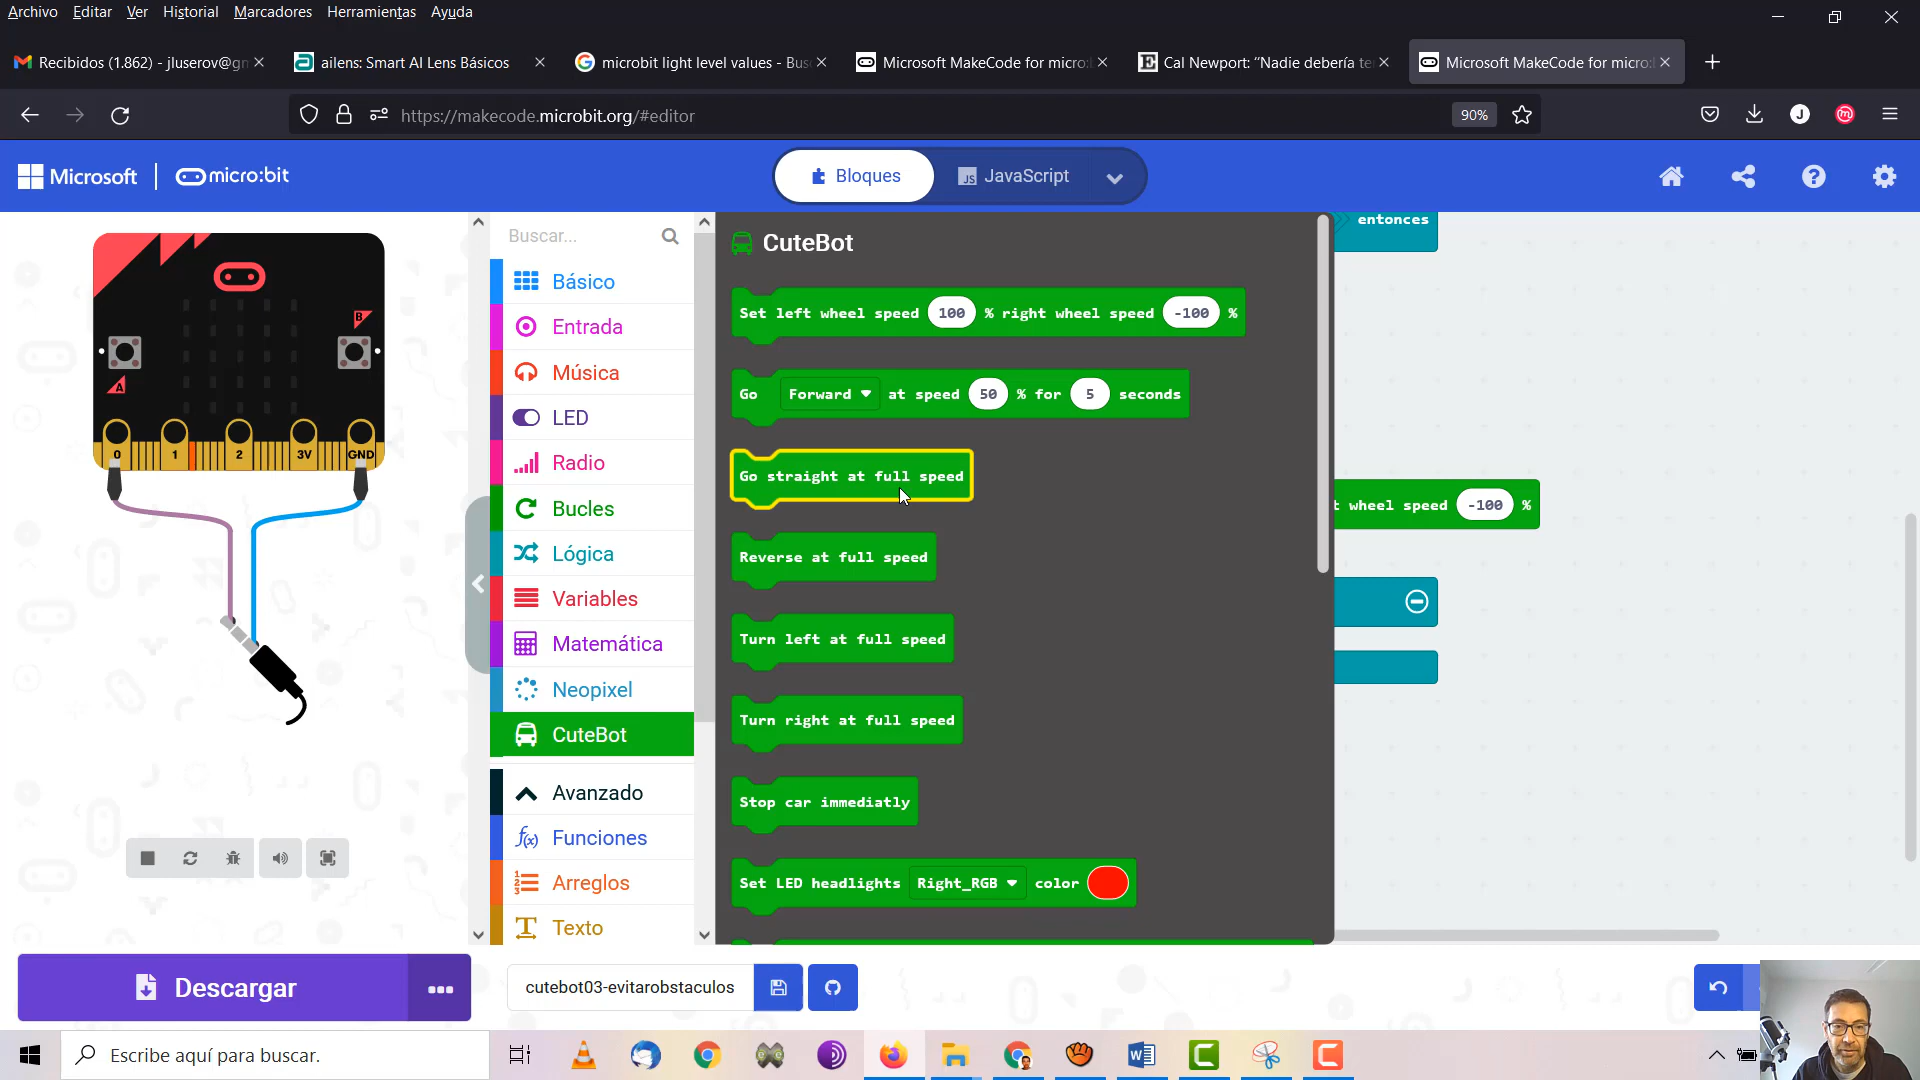 Archivo Editar Ver Historial Marcadores Herramientas Ayuda
Recibidos (1.862) - jluserov@gm
ailens: Smart AI Lens Básicos
microbit light level values - Bus
Microsoft MakeCode for micro:
Cal Newport: “Nadie debería te
Microsoft MakeCode for micro:
https://makecode.microbit.org/#editor
90%
J
m
Microsoft
micro:bit
Bloques
JS
JavaScript
A
B
0
1
2
3V
GND
Descargar
Buscar...
Básico
Entrada
Música
LED
Radio
Bucles
Lógica
Variables
Matemática
Neopixel
CuteBot
Avanzado
f(x) Funciones
Arreglos
Texto
CuteBot
Set left wheel speed 100 % right wheel speed -100 %
Go Forward at speed 50 % for 5 seconds
Go straight at full speed
Reverse at full speed
Turn left at full speed
Turn right at full speed
Stop car immediatly
Set LED headlights Right_RGB color
entonces
t wheel speed -100 %
cutebot03-evitarobstaculos
Escribe aquí para buscar.